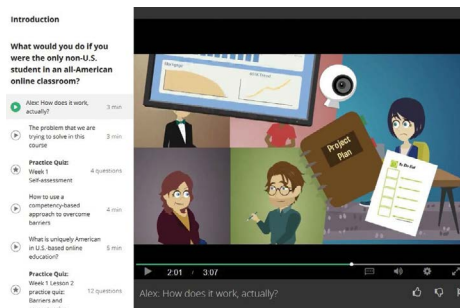 Introduction
What would you do if you
were the only non-U.S.
student in an all-American
online classroom?
Alex: How does it work,
actually?
3 min
The problem that we are
trying to solve in this
course
3 min
Practice Quiz:
Week 1
Self-assessment
4 questions
How to use a
competency-based
approach to overcome
barriers
4 min
What is uniquely American
in U.S.-based online
education?
5 min
Practice Quiz:
Week 1 Lesson 2
practice quiz:
Barriers and
12 questions
Project
Plan
To Do list
2:01 / 3:07
Alex: How does it work, actually?